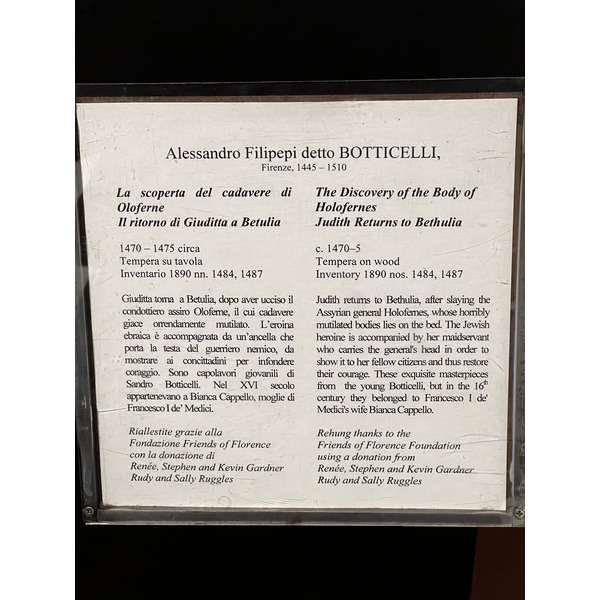 Alessandro Filipepi detto BOTTICELLI,
Firenze, 1445 – 1510
La scoperta del cadavere di
Oloferne
Il ritorno di Giuditta a Betulia
1470 – 1475 circa
Tempera su tavola
Inventario 1890 nn. 1484, 1487
Giuditta torna a Betulia, dopo aver ucciso il
condottiero assiro Oloferne, il cui cadavere
giace orrendamente mutilato. L'eroina
ebraica è accompagnata da un'ancella che
porta la testa del guerriero nemico, da
mostrare ai concittadini per infondere
coraggio. Sono capolavori giovanili di
Sandro Botticelli. Nel XVI secolo
appartenevano a Bianca Cappello, moglie di
Francesco I de' Medici.
Riallestite grazie alla
Fondazione Friends of Florence
con la donazione di
Renée, Stephen and Kevin Gardner
Rudy and Sally Ruggles
The Discovery of the Body of
Holofernes
Judith Returns to Bethulia
c. 1470–5
Tempera on wood
Inventory 1890 nos. 1484, 1487
Judith returns to Bethulia, after slaying the
Assyrian general Holofernes, whose horribly
mutilated bodies lies on the bed. The Jewish
heroine is accompanied by her maidservant
who carries the general's head in order to
show it to her fellow citizens and thus restore
their courage. These exquisite masterpieces
from the young Botticelli, but in the 16th
century they belonged to Francesco I de'
Medici's wife Bianca Cappello.
Rehung thanks to the
Friends of Florence Foundation
using a donation from
Renée, Stephen and Kevin Gardner
Rudy and Sally Ruggles